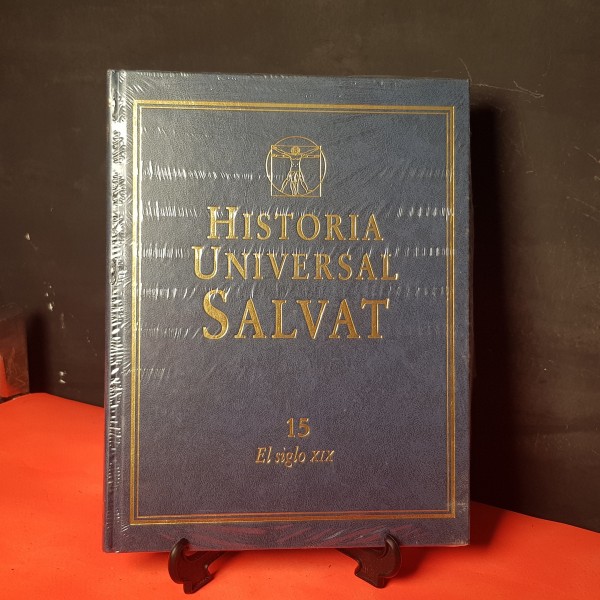 HISTORIA
UNIVERSAL
SALVAT
15
El siglo XIX